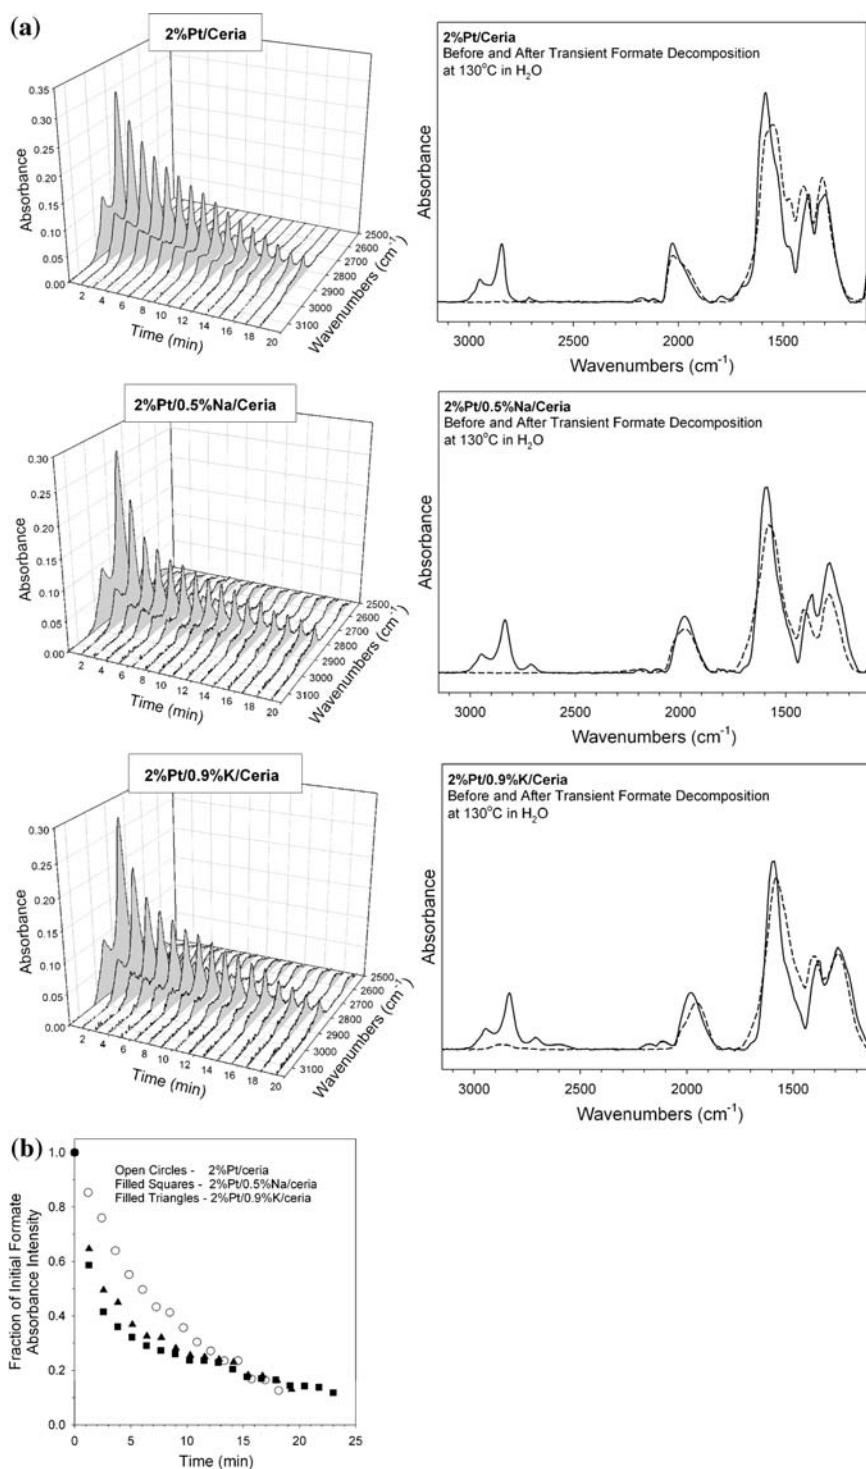 (a)
2%Pt/Ceria
0.35
0.30
0.25
0.20
0.15
0.10
0.05
0.00
Absorbance
2 4 6 8 10 12 14 16 18 20
Time (min)
2500
2600
2700
2800
2900
3000
3100
Wavenumbers (cm-1)
2%Pt/Ceria
Before and After Transient Formate Decomposition
at 130°C in H₂O
Absorbance
3000 2500 2000 1500
Wavenumbers (cm⁻¹)
2%Pt/0.5%Na/Ceria
0.30
0.25
0.20
0.15
0.10
0.05
0.00
Absorbance
2 4 6 8 10 12 14 16 18 20
Time (min)
2500
2600
2700
2800
2900
3000
3100
Wavenumbers (cm-1)
2%Pt/0.5%Na/Ceria
Before and After Transient Formate Decomposition
at 130°C in H₂O
Absorbance
3000 2500 2000 1500
Wavenumbers (cm⁻¹)
2%Pt/0.9%K/Ceria
0.30
0.25
0.20
0.15
0.10
0.05
0.00
Absorbance
2 4 6 8 10 12 14 16 18 20
Time (min)
2500
2600
2700
2800
2900
3000
3100
Wavenumbers (cm-1)
2%Pt/0.9%K/Ceria
Before and After Transient Formate Decomposition
at 130°C in H₂O
Absorbance
3000 2500 2000 1500
Wavenumbers (cm⁻¹)
(b)
1.0
0.8
0.6
0.4
0.2
0.0
Fraction of Initial Formate
Absorbance Intensity
Open Circles - 2%Pt/ceria
Filled Squares - 2%Pt/0.5%Na/ceria
Filled Triangles - 2%Pt/0.9%K/ceria
0 5 10 15 20 25
Time (min)